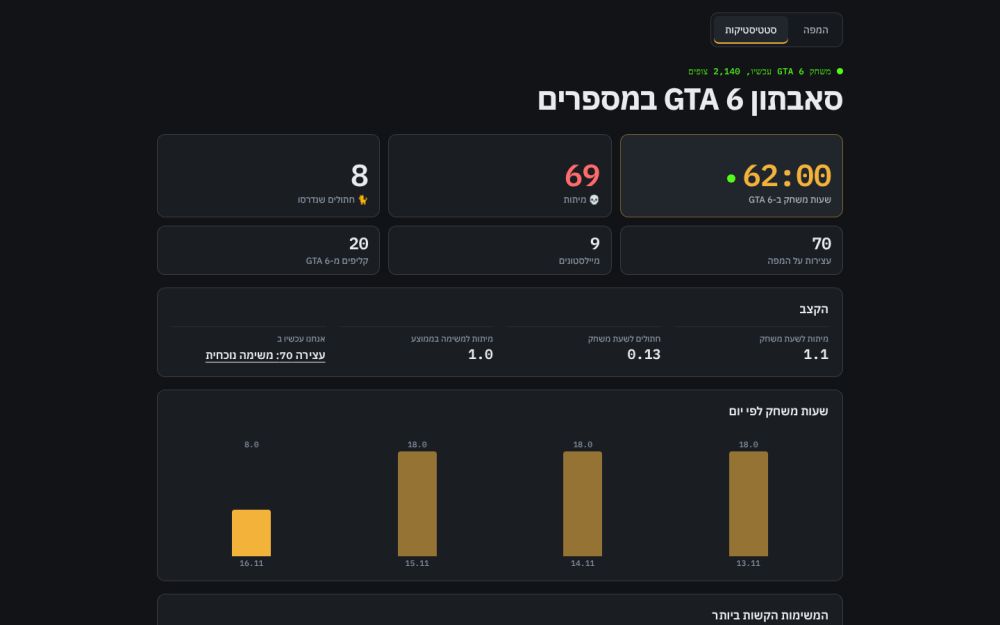 המפה סטטיסטיקות
משחק GTA 6 עכשיו, 2,140 צופים
סאבתון GTA 6 במספרים
62:00
שעות משחק ב-GTA 6
69
💀 מיתות
8
🐈 חתולים שנדרסו
70
עצירות על המפה
9
מיילסטונים
20
קליפים מ-GTA 6
הקצב
מיתות לשעת משחק
1.1
חתולים לשעת משחק
0.13
מיתות למשימה בממוצע
1.0
אנחנו עכשיו ב
עצירה 70: משימה נוכחית
שעות משחק לפי יום
18.0 18.0 18.0 8.0
13.11 14.11 15.11 16.11
המשימות הקשות ביותר